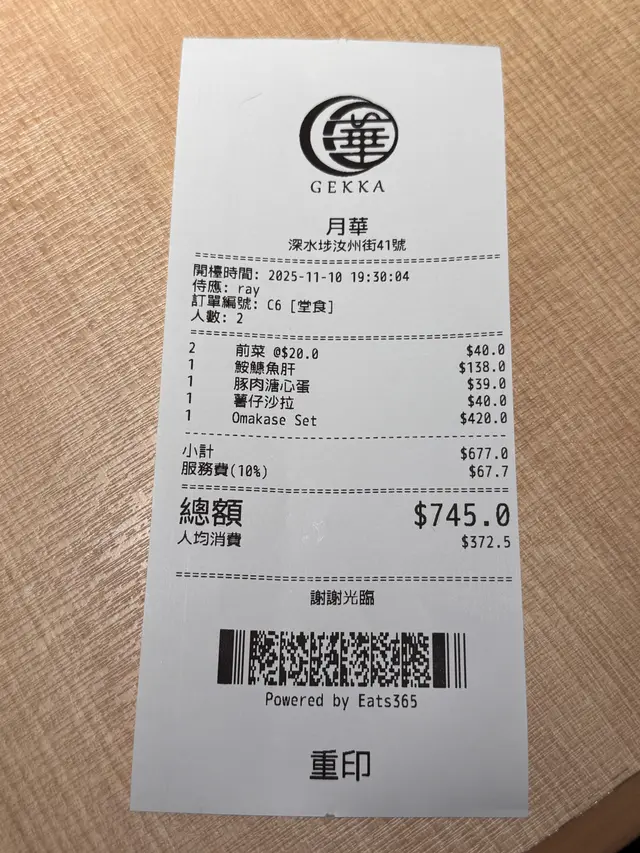 華
GEKKA
月華
深水埗汝州街41號
開檯時間: 2025-11-10 19:30:04
侍應: ray
訂單編號: C6 [堂食]
人數: 2
2 前菜 @$20.0 $40.0
1 鮟鱇魚肝 $138.0
1 豚肉溏心蛋 $39.0
1 薯仔沙拉 $40.0
1 Omakase Set $420.0
小計 $677.0
服務費(10%) $67.7
總額 $745.0
人均消費 $372.5
謝謝光臨
Powered by Eats365
重印